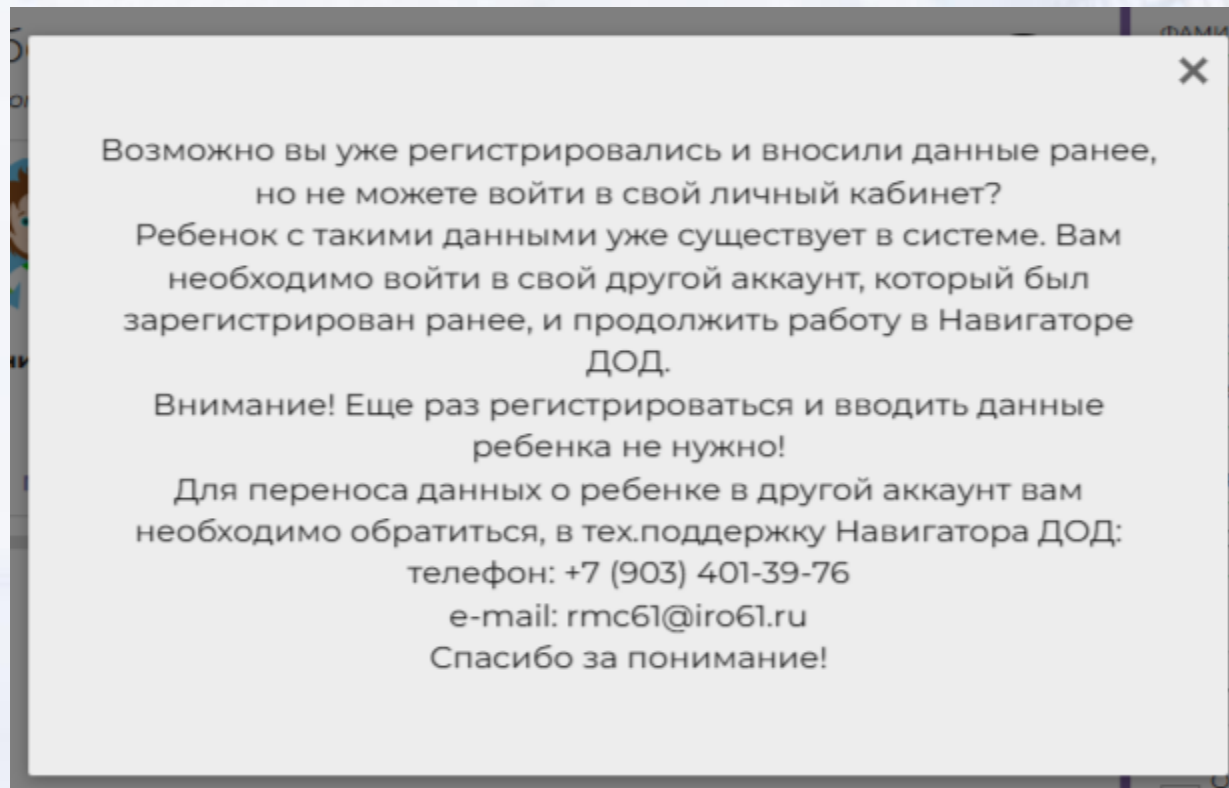 ФАМИ
×
Возможно вы уже регистрировались и вносили данные ранее,
но не можете войти в свой личный кабинет?
Ребенок с такими данными уже существует в системе. Вам
необходимо войти в свой другой аккаунт, который был
зарегистрирован ранее, и продолжить работу в Навигаторе
ДОД.
Внимание! Еще раз регистрироваться и вводить данные
ребенка не нужно!
Для переноса данных о ребенке в другой аккаунт вам
необходимо обратиться, в тех.поддержку Навигатора ДОД:
телефон: +7 (903) 401-39-76
e-mail: rmc61@iro61.ru
Спасибо за понимание!